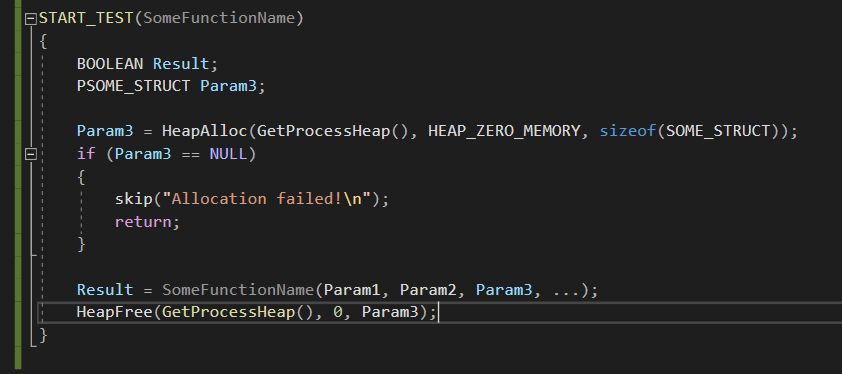 START_TEST(SomeFunctionName)
{
    BOOLEAN Result;
    PSOME_STRUCT Param3;

    Param3 = HeapAlloc(GetProcessHeap(), HEAP_ZERO_MEMORY, sizeof(SOME_STRUCT));
    if (Param3 == NULL)
    {
        skip("Allocation failed!\n");
        return;
    }

    Result = SomeFunctionName(Param1, Param2, Param3, ...);
    HeapFree(GetProcessHeap(), 0, Param3);
}